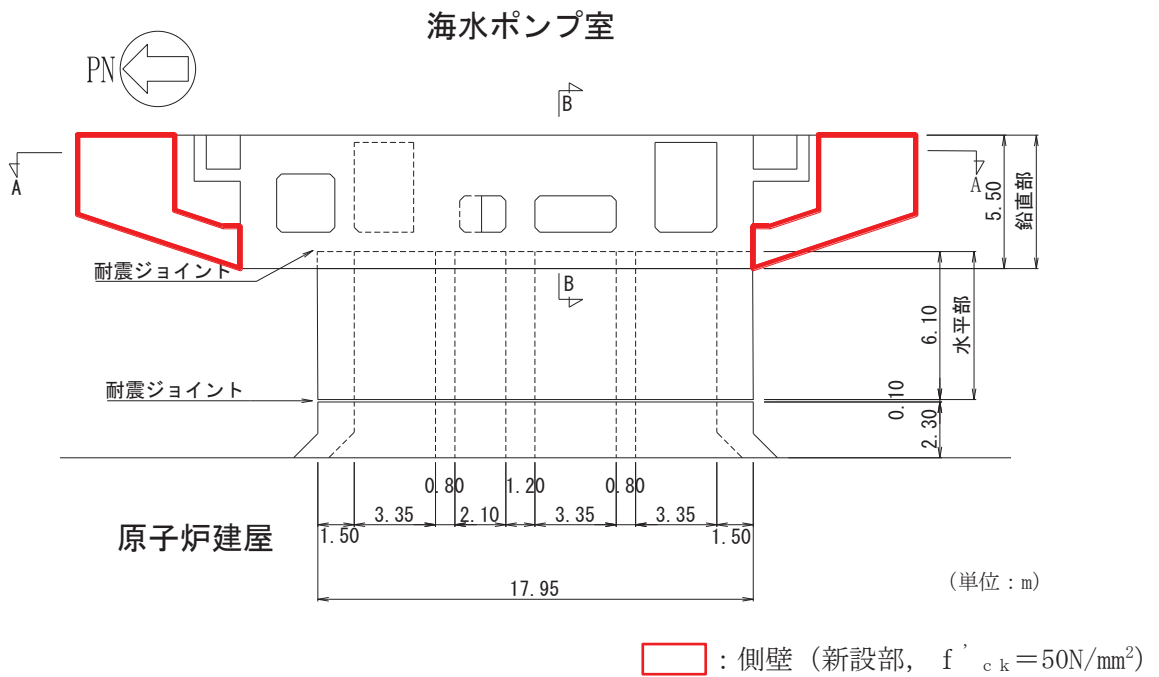 海水ポンプ室
PN
B
A
A
5.50
鉛直部
耐震ジョイント
B
6.10
水平部
耐震ジョイント
0.10
2.30
0.80
1.20
0.80
3.35
2.10
3.35
3.35
1.50
1.50
原子炉建屋
17.95
(単位:m)
:側壁(新設部, f'ck=50N/mm²)